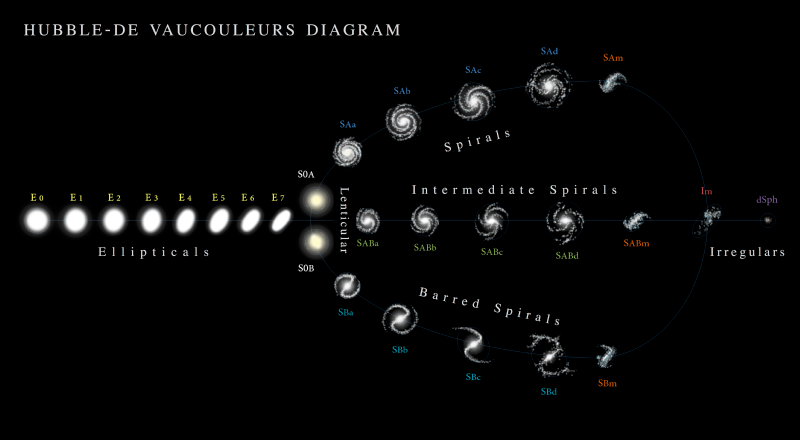 HUBBLE-DE VAUCOULEURS DIAGRAM
SAa
SAb
SAc
SAd
SAm
Spirals
E0 E1 E2 E3 E4 E5 E6 E7
Ellipticals
S0A
S0B
Lenticular
Intermediate Spirals
SABa
SABb
SABc
SABd
SABm
Im
dSph
Irregulars
Barred Spirals
SBa
SBb
SBc
SBd
SBm